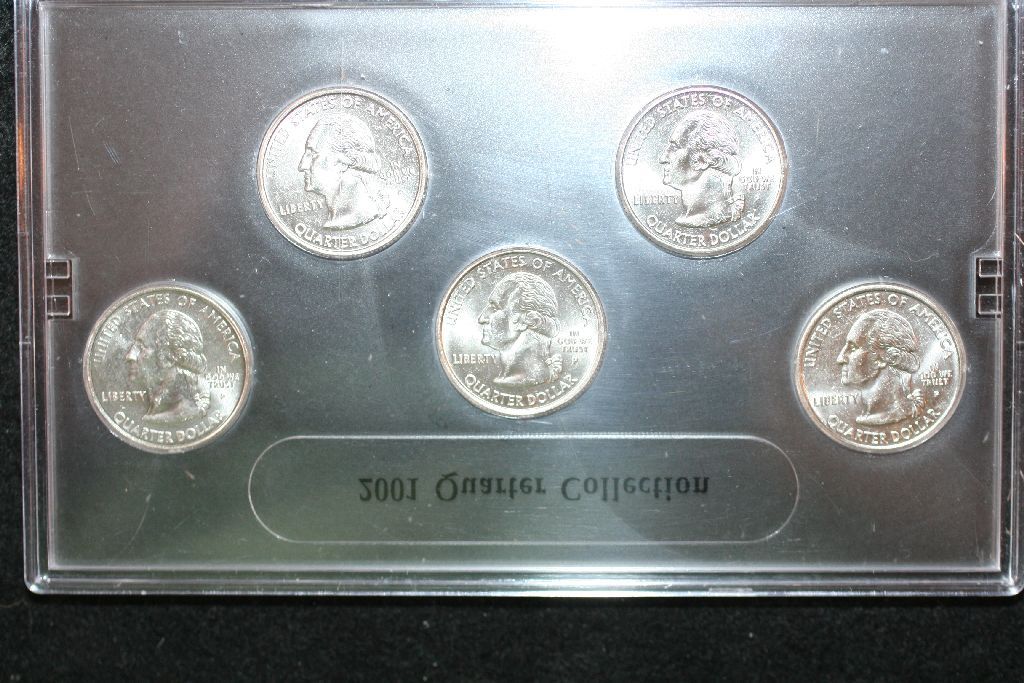 UNITED STATES OF AMERICA
LIBERTY
QUARTER DOLLAR
UNITED STATES OF AMERICA
LIBERTY
IN
GOD WE
TRUST
QUARTER DOLLAR
UNITED STATES OF AMERICA
LIBERTY
IN
GOD WE
TRUST
P
QUARTER DOLLAR
UNITED STATES OF AMERICA
LIBERTY
IN
GOD WE
TRUST
P
QUARTER DOLLAR
UNITED STATES OF AMERICA
LIBERTY
GOD WE
TRUST
P
QUARTER DOLLAR
2001 Quarter Collection